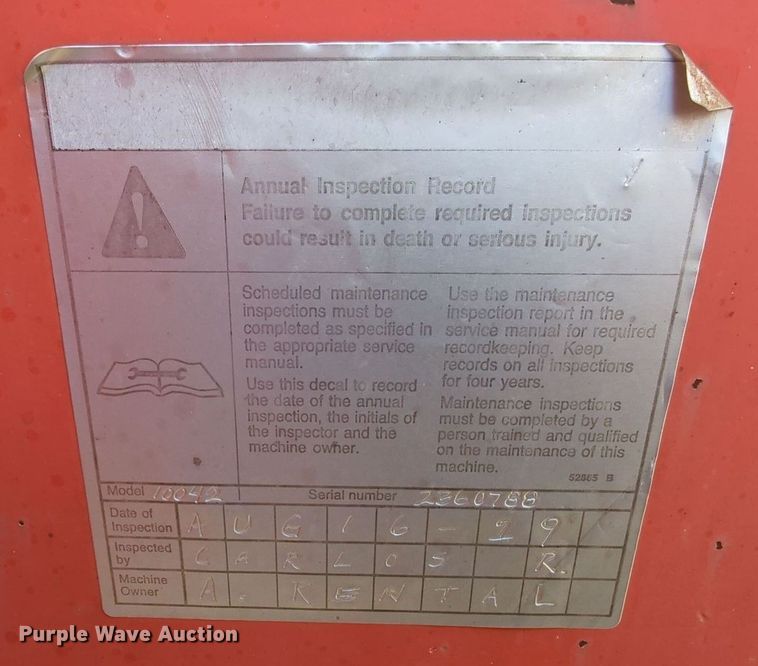 Annual Inspection Record
Failure to complete required inspections
could result in death or serious injury.
Scheduled maintenance
inspections must be
completed as specified in
the appropriate service
manual.
Use this decal to record
the date of the annual
inspection, the initials of
the inspector and the
machine owner.
Use the maintenance
inspection report in the
service manual for required
recordkeeping. Keep
records on all inspections
for four years.
Maintenance inspections
must be completed by a
person trained and qualified
on the maintenance of this
machine.
52865 B
Model 10042 Serial number 2360788
Date of
Inspection AUG 16 - 29
Inspected
by CARLOS R.
Machine
Owner A. RENTAL
Purple Wave Auction